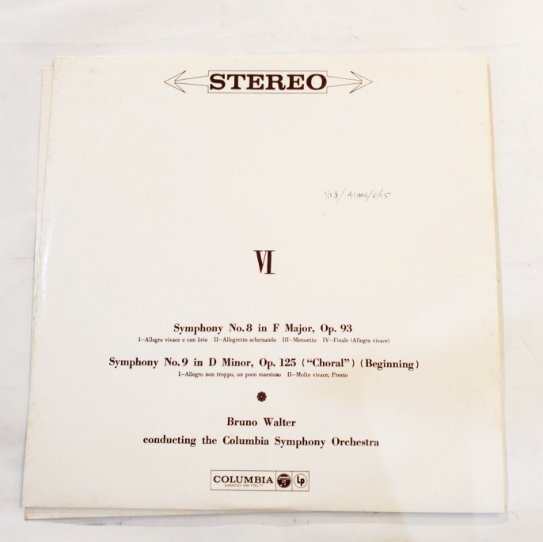 STEREO
VI
Symphony No. 8 in F Major, Op. 93
I—Allegro vivace e con brio II—Allegretto scherzando III—Menuetto IV—Finale (Allegro vivace)
Symphony No. 9 in D Minor, Op. 125 ("Choral") (Beginning)
I—Allegro non troppo, un poco maestoso II—Molto vivace; Presto
Bruno Walter
conducting the Columbia Symphony Orchestra
COLUMBIA Lp